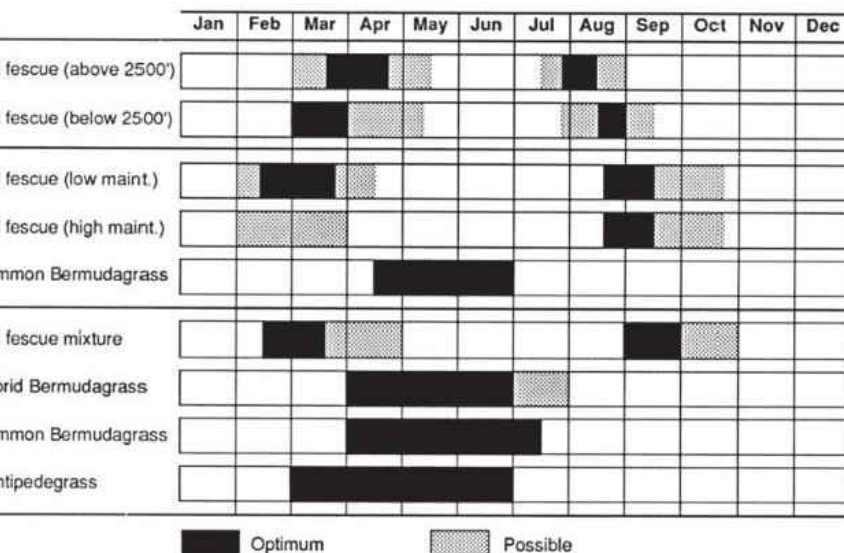 Jan Feb Mar Apr May Jun Jul Aug Sep Oct Nov Dec
fescue (above 2500')
fescue (below 2500')
fescue (low maint.)
fescue (high maint.)
mmon Bermudagrass
fescue mixture
brid Bermudagrass
mmon Bermudagrass
ntipedegrass
Optimum Possible